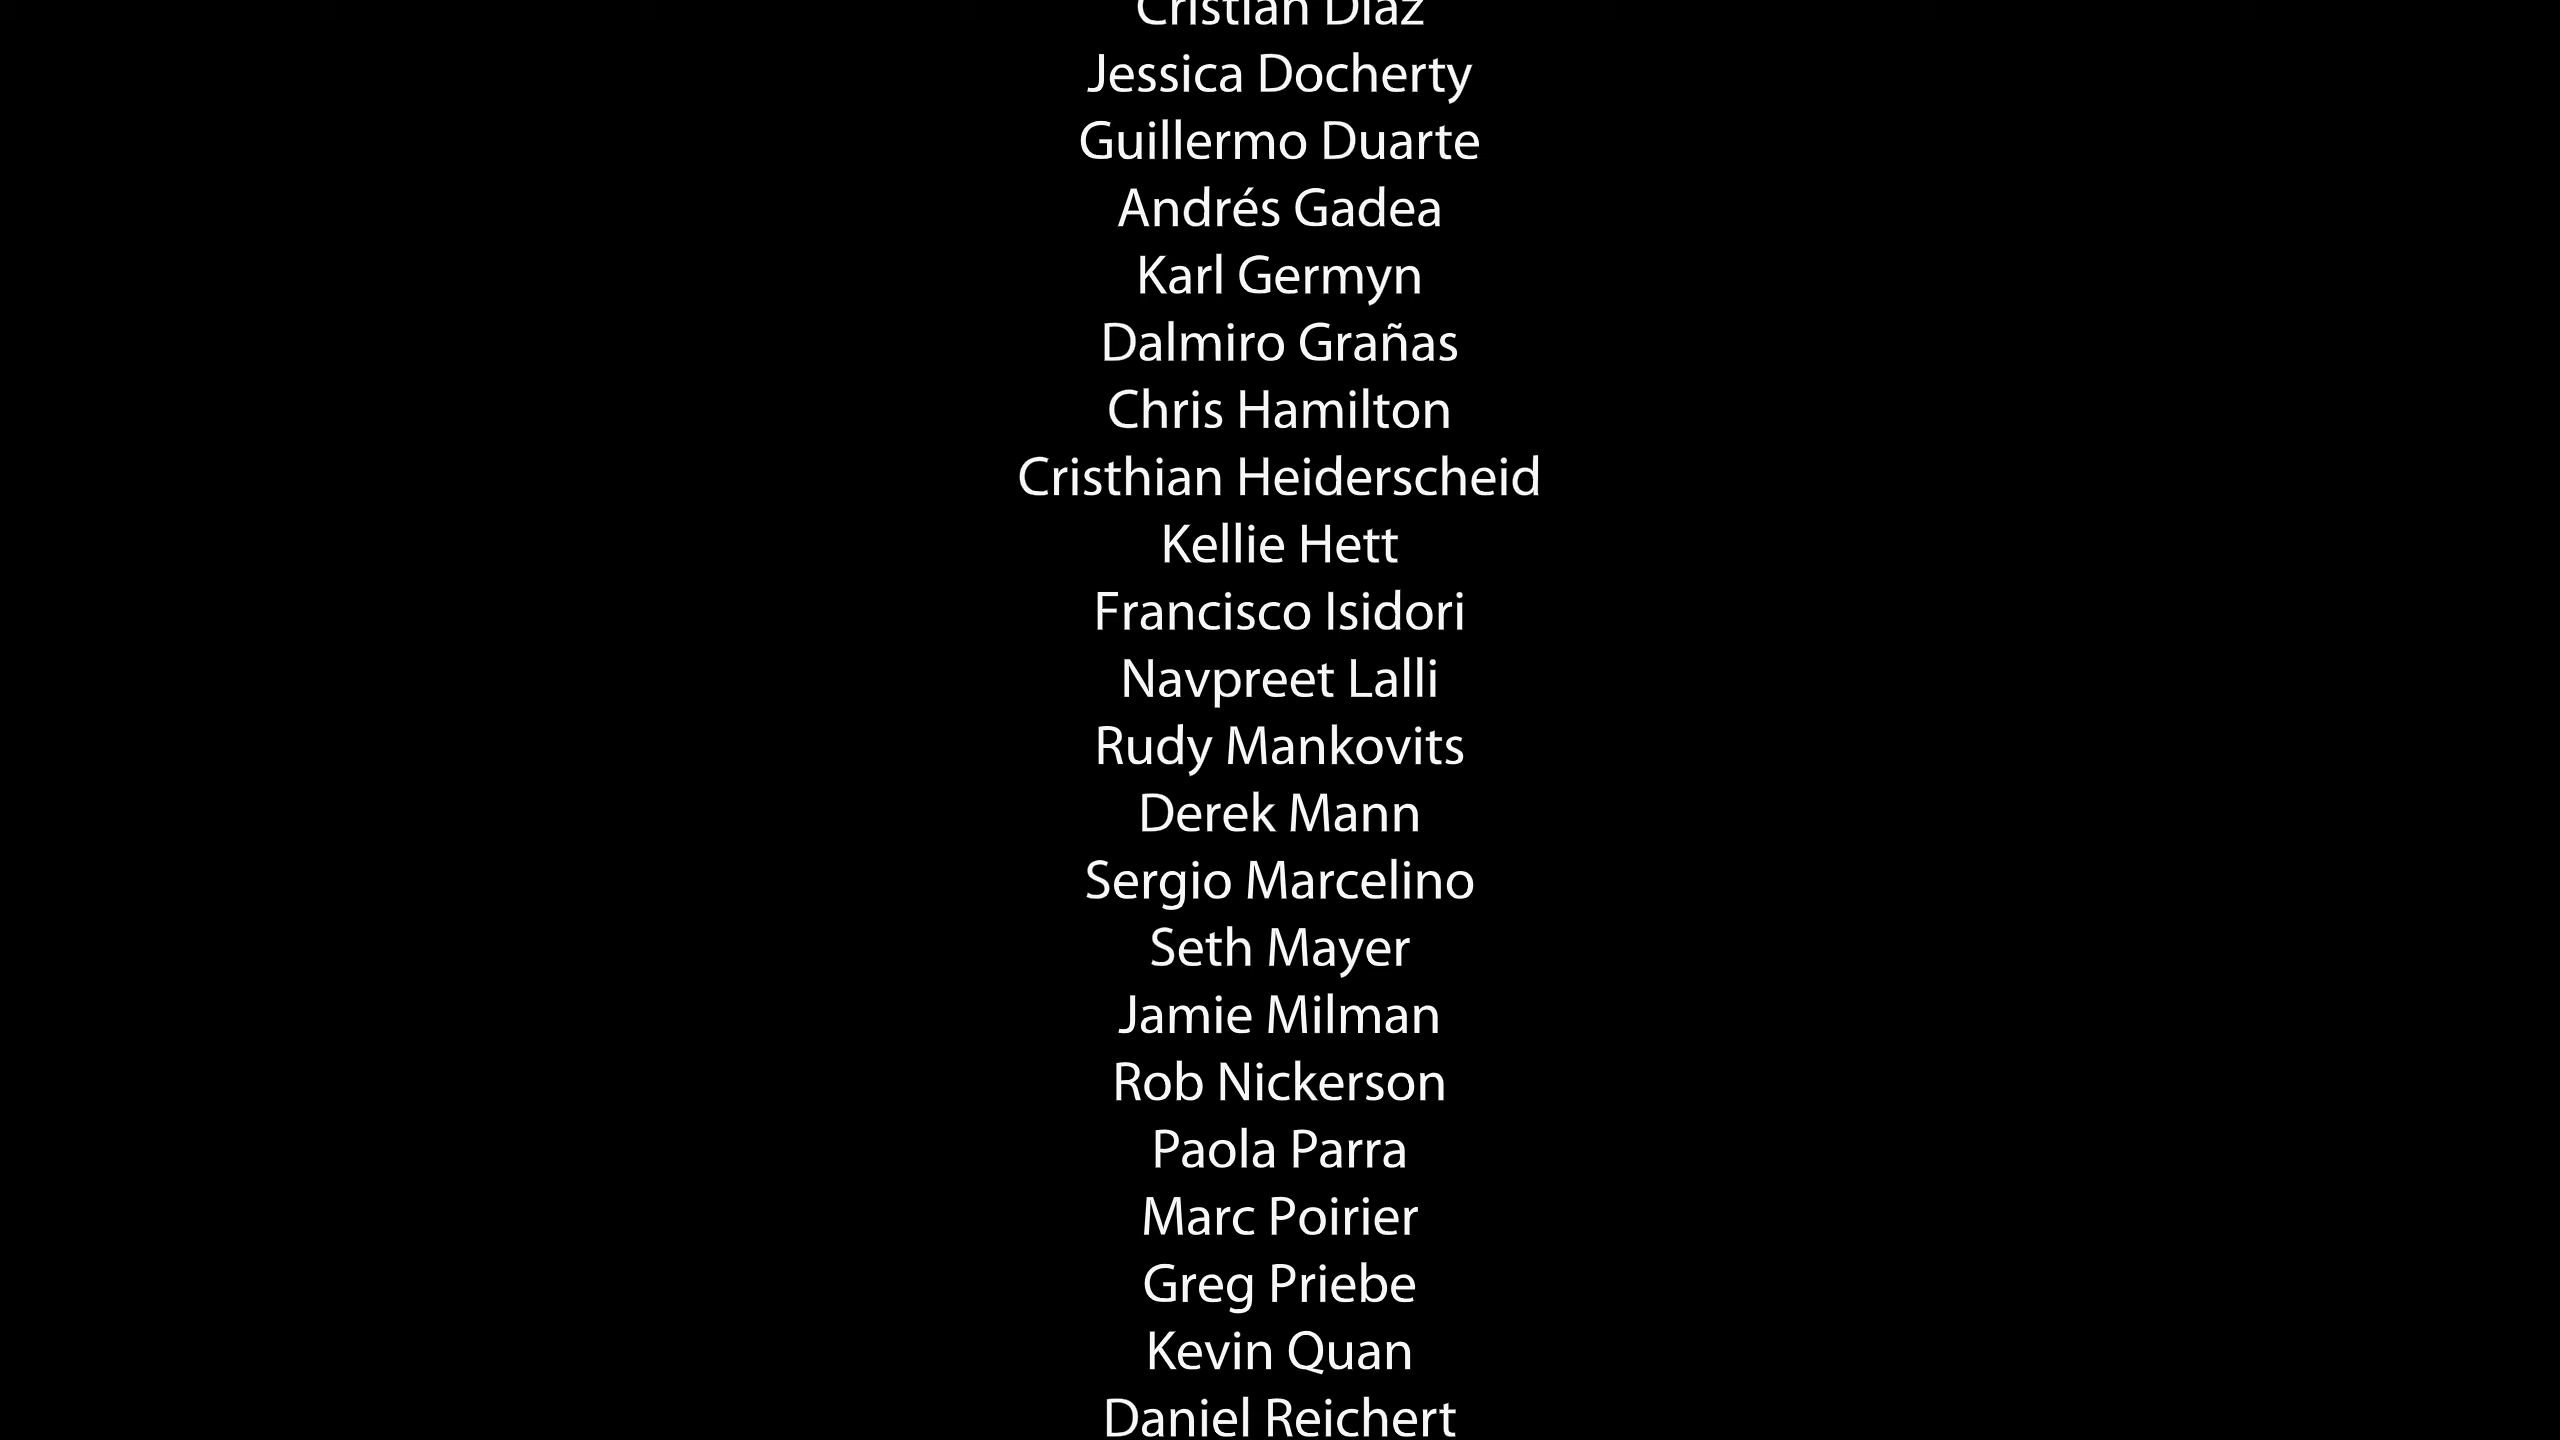 Cristian Diaz
Jessica Docherty
Guillermo Duarte
Andrés Gadea
Karl Germyn
Dalmiro Grañas
Chris Hamilton
Cristhian Heiderscheid
Kellie Hett
Francisco Isidori
Navpreet Lalli
Rudy Mankovits
Derek Mann
Sergio Marcelino
Seth Mayer
Jamie Milman
Rob Nickerson
Paola Parra
Marc Poirier
Greg Priebe
Kevin Quan
Daniel Reichert